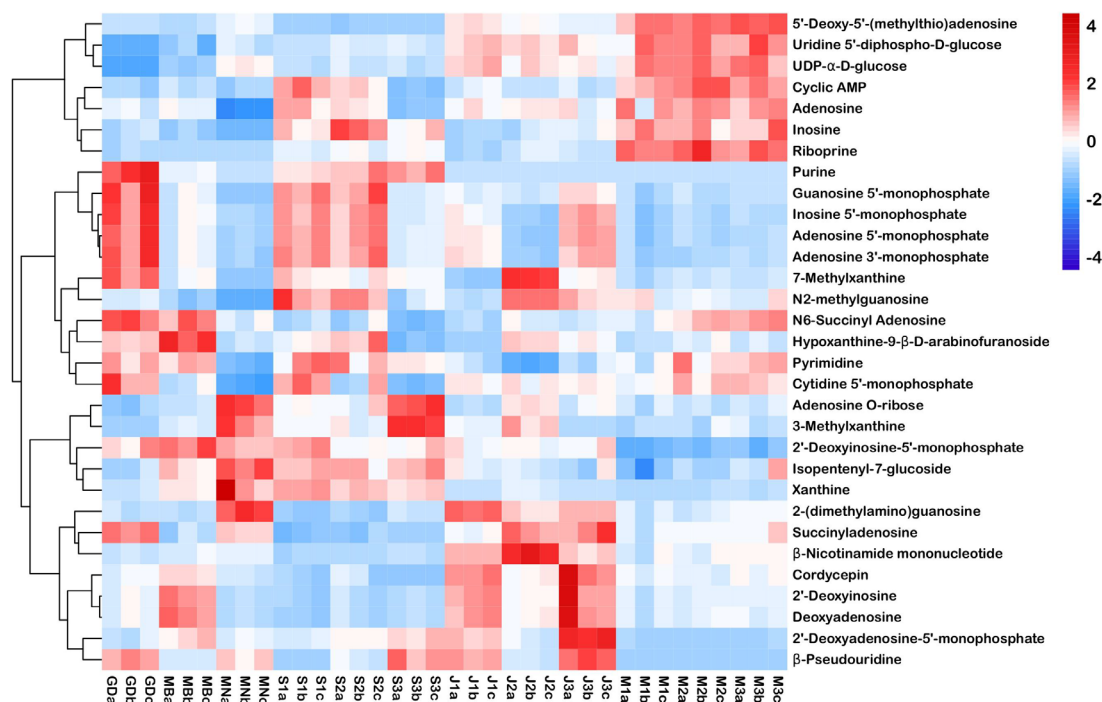 5'-Deoxy-5'-(methylthio)adenosine
Uridine 5'-diphospho-D-glucose
UDP-α-D-glucose
Cyclic AMP
Adenosine
Inosine
Riboprine
Purine
Guanosine 5'-monophosphate
Inosine 5'-monophosphate
Adenosine 5'-monophosphate
Adenosine 3'-monophosphate
7-Methylxanthine
N2-methylguanosine
N6-Succinyl Adenosine
Hypoxanthine-9-β-D-arabinofuranoside
Pyrimidine
Cytidine 5'-monophosphate
Adenosine O-ribose
3-Methylxanthine
2'-Deoxyinosine-5'-monophosphate
Isopentenyl-7-glucoside
Xanthine
2-(dimethylamino)guanosine
Succinyladenosine
β-Nicotinamide mononucleotide
Cordycepin
2'-Deoxyinosine
Deoxyadenosine
2'-Deoxyadenosine-5'-monophosphate
β-Pseudouridine
4
2
0
-2
-4
GDa
GDb
GDc
MBa
MBb
MBc
MNa
MNb
MNc
S1a
S1b
S1c
S2a
S2b
S2c
S3a
S3b
S3c
J1a
J1b
J1c
J2a
J2b
J2c
J3a
J3b
J3c
M1a
M1b
M1c
M2a
M2b
M2c
M3a
M3b
M3c